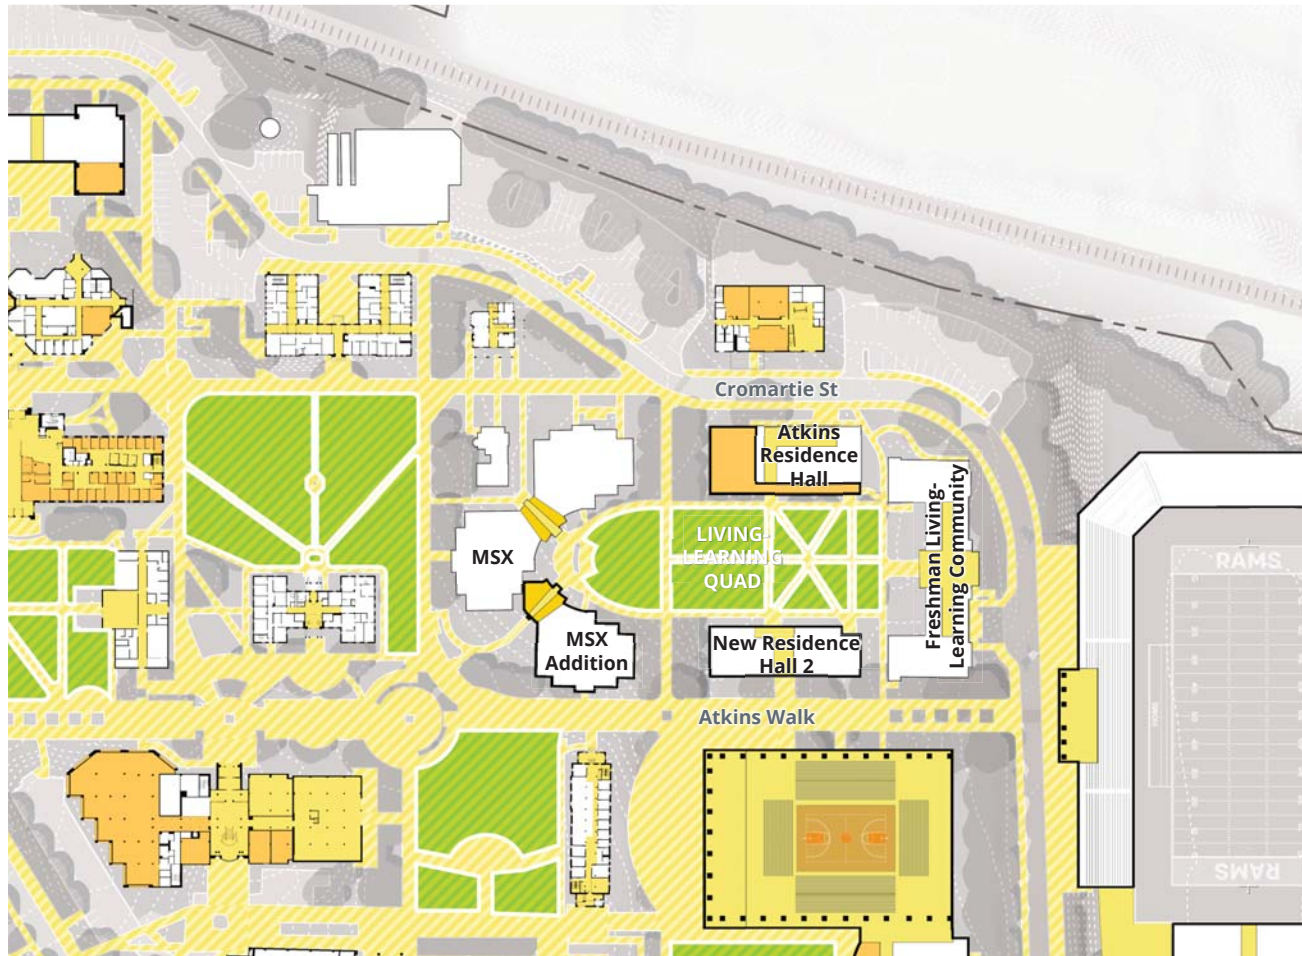 Cromartie St
Atkins
Residence
Hall
Freshman Living-
Learning Community
LIVING-
LEARNING
QUAD
MSX
RAMS
MSX
Addition
New Residence
Hall 2
HOME
Atkins Walk
RAMS